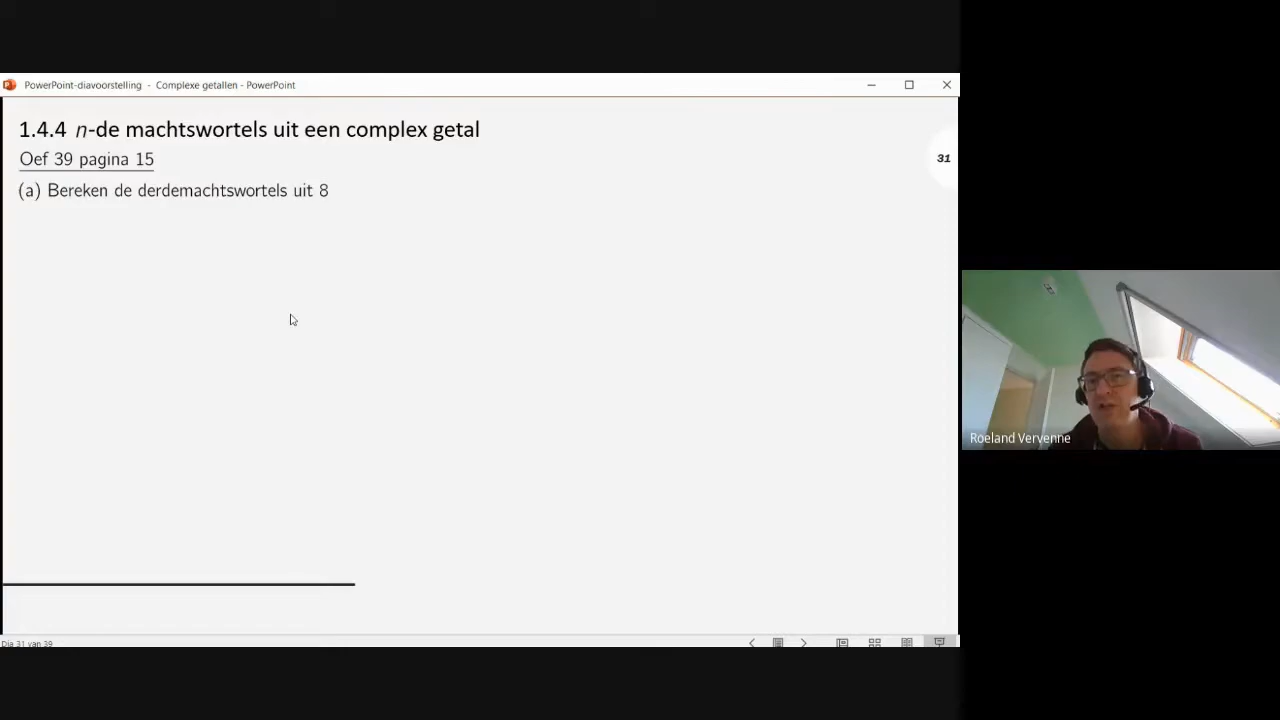 PowerPoint-diavoorstelling - Complexe getallen - PowerPoint
1.4.4 n-de machtswortels uit een complex getal
31
Oef 39 pagina 15
(a) Bereken de derdemachtswortels uit 8
Roeland Vervenne
Dia 31 van 39